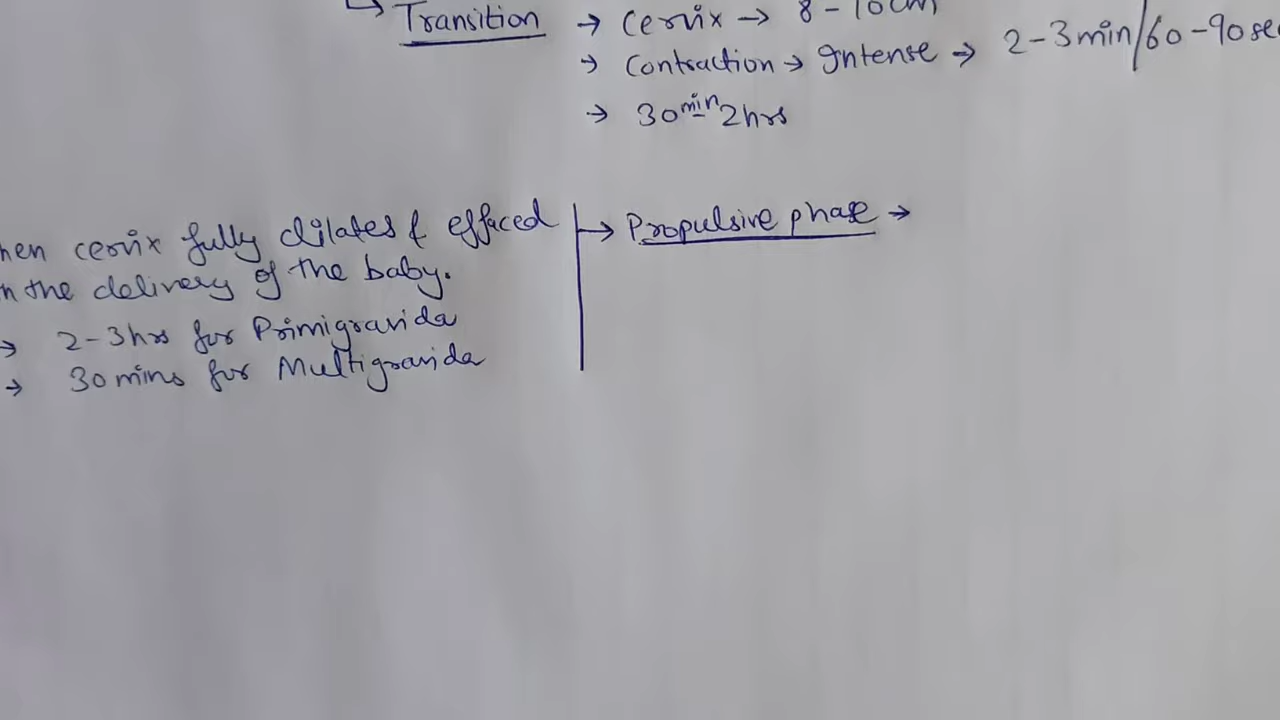 Transition → Cervix → 8-10cm
→ Contraction → Intense → 2-3min/60-90sec
→ 30min 2hrs
hen cervix fully dilates & effaced
n the delivery of the baby.
→ 2-3hrs for Primigravida
→ 30mins for Multigravida
→ Propulsive phase →